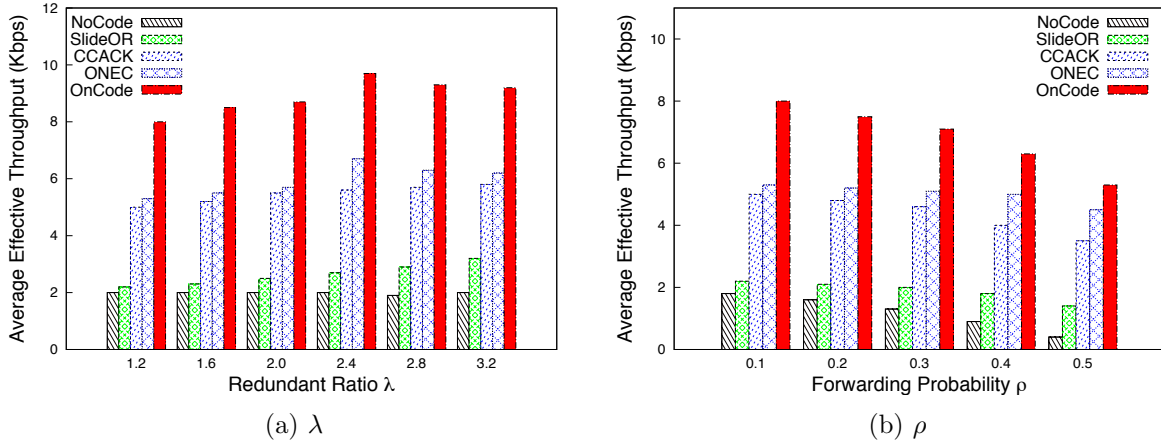 Average Effective Throughput (Kbps)
12
10
8
6
4
2
0
NoCode
SlideOR
CCACK
ONEC
OnCode
1.2 1.6 2.0 2.4 2.8 3.2
Redundant Ratio λ
(a) λ
Average Effective Throughput (Kbps)
10
8
6
4
2
0
NoCode
SlideOR
CCACK
ONEC
OnCode
0.1 0.2 0.3 0.4 0.5
Forwarding Probability ρ
(b) ρ